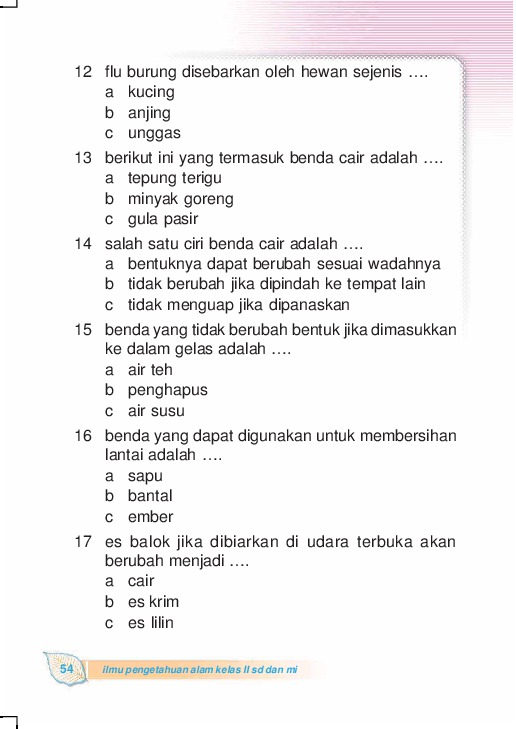 12 flu burung disebarkan oleh hewan sejenis ....
a kucing
b anjing
c unggas
13 berikut ini yang termasuk benda cair adalah ....
a tepung terigu
b minyak goreng
c gula pasir
14 salah satu ciri benda cair adalah ....
a bentuknya dapat berubah sesuai wadahnya
b tidak berubah jika dipindah ke tempat lain
c tidak menguap jika dipanaskan
15 benda yang tidak berubah bentuk jika dimasukkan
ke dalam gelas adalah ....
a air teh
b penghapus
c air susu
16 benda yang dapat digunakan untuk membersihan
lantai adalah ....
a sapu
b bantal
c ember
17 es balok jika dibiarkan di udara terbuka akan
berubah menjadi ....
a cair
b es krim
c es lilin
54 ilmu pengetahuan alam kelas II sd dan mi